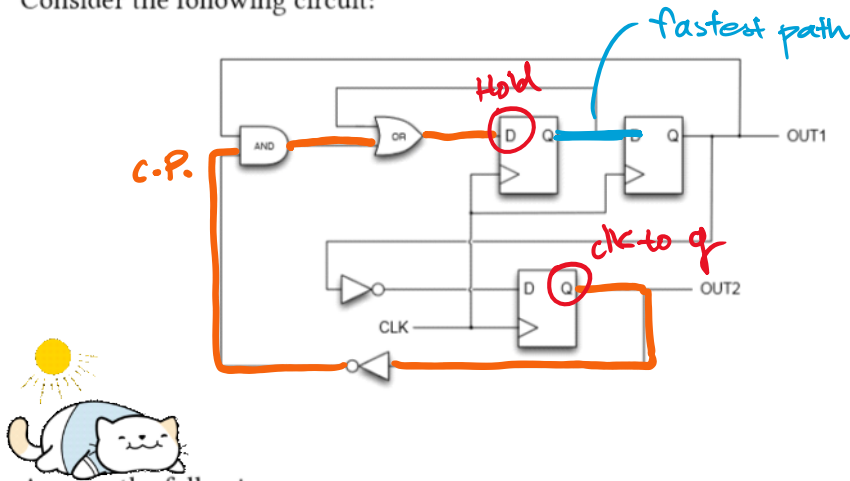 Consider the following circuit:
fastest path
Hold
D
Q
D
Q
OUT1
AND
OR
C.P.
clk to q
D
Q
OUT2
CLK